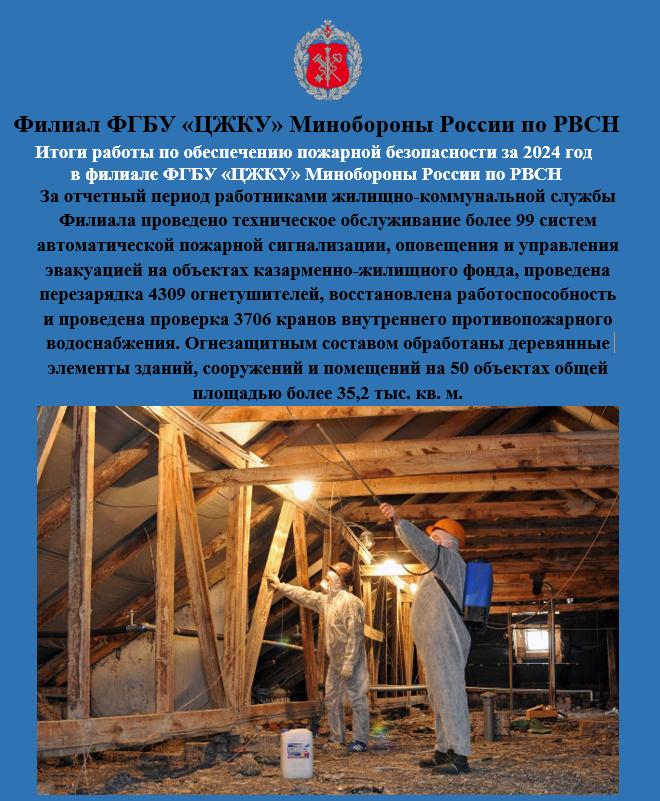 Филиал ФГБУ «ЦЖКУ» Минобороны России по РВСН
Итоги работы по обеспечению пожарной безопасности за 2024 год
в филиале ФГБУ «ЦЖКУ» Минобороны России по РВСН
За отчетный период работниками жилищно-коммунальной службы
Филиала проведено техническое обслуживание более 99 систем
автоматической пожарной сигнализации, оповещения и управления
эвакуацией на объектах казарменно-жилищного фонда, проведена
перезарядка 4309 огнетушителей, восстановлена работоспособность
и проведена проверка 3706 кранов внутреннего противопожарного
водоснабжения. Огнезащитным составом обработаны деревянные
элементы зданий, сооружений и помещений на 50 объектах общей
площадью более 35,2 тыс. кв. м.